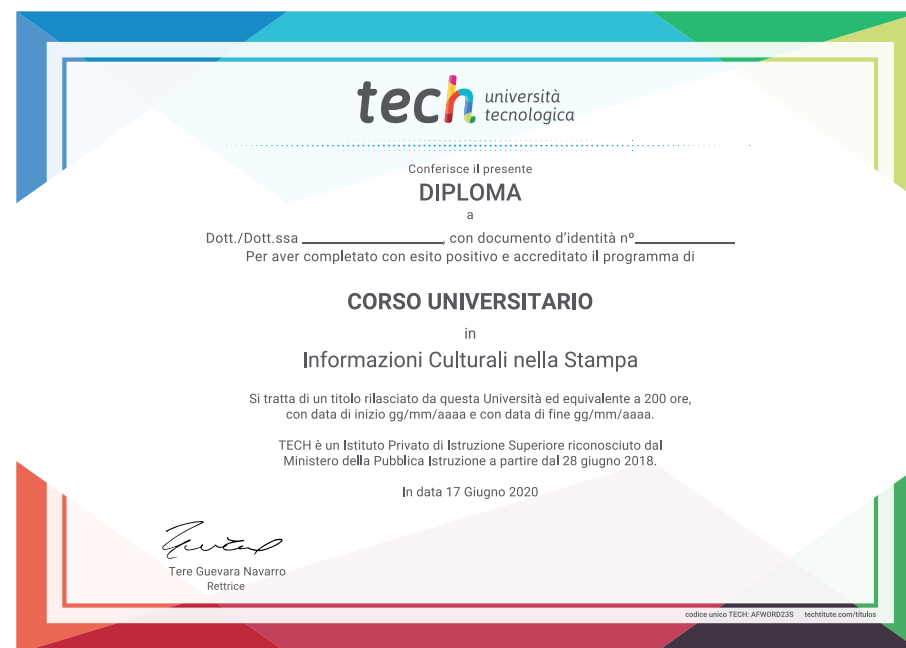 tech università
tecnologica
Conferisce il presente
DIPLOMA
a
Dott./Dott.ssa ____________________, con documento d'identità nº______________
Per aver completato con esito positivo e accreditato il programma di
CORSO UNIVERSITARIO
in
Informazioni Culturali nella Stampa
Si tratta di un titolo rilasciato da questa Università ed equivalente a 200 ore,
con data di inizio gg/mm/aaaa e con data di fine gg/mm/aaaa.
TECH è un Istituto Privato di Istruzione Superiore riconosciuto dal
Ministero della Pubblica Istruzione a partire dal 28 giugno 2018.
In data 17 Giugno 2020
Tere Guevara Navarro
Rettrice
codice unico TECH: AFWORD23S techtitute.com/titulos